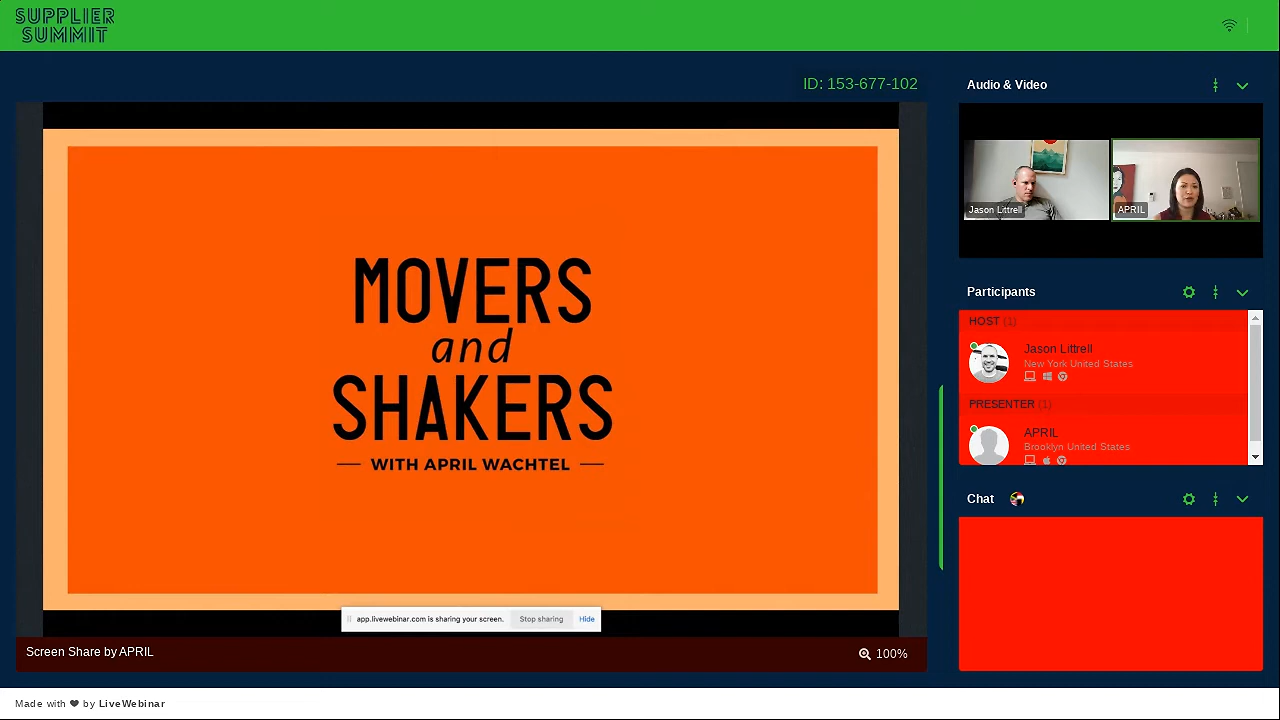 SUPPLIER
SUMMIT
ID: 153-677-102
MOVERS
and
SHAKERS
WITH APRIL WACHTEL
app.livewebinar.com is sharing your screen.
Stop sharing
Hide
Screen Share by APRIL
100%
Audio & Video
Jason Littrell
APRIL
Participants
HOST (1)
Jason Littrell
New York United States
PRESENTER (1)
APRIL
Brooklyn United States
Chat
Made with ❤ by LiveWebinar